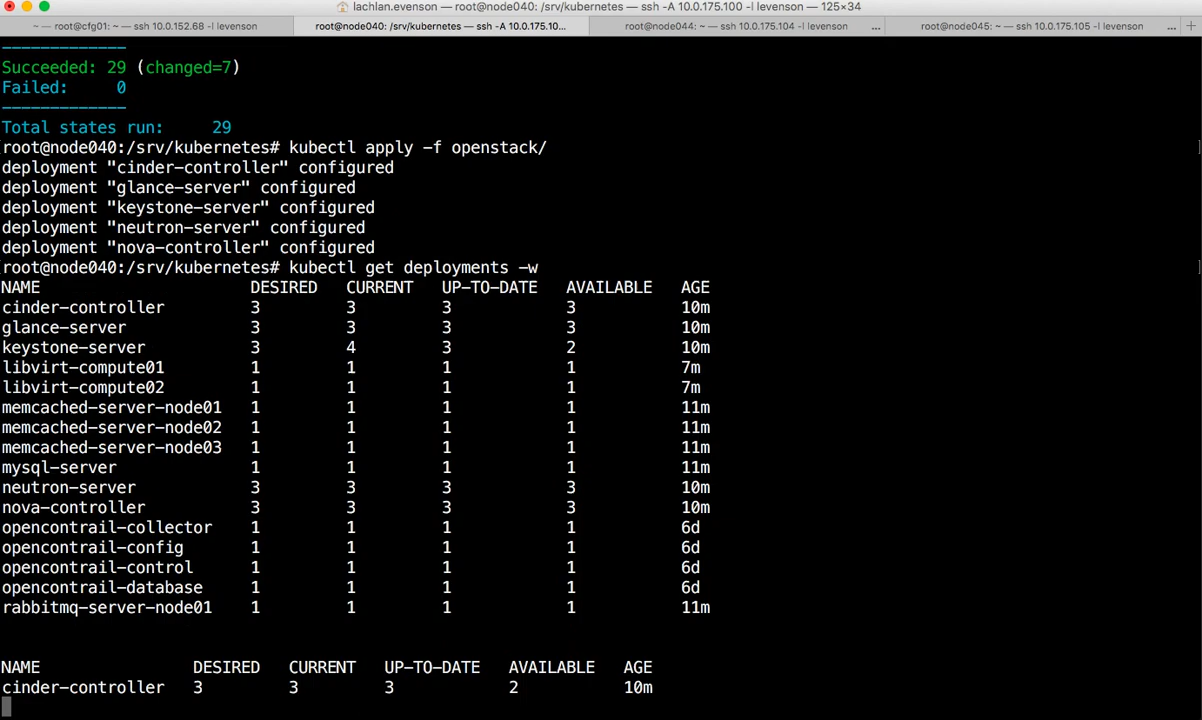 lachlan.evenson — root@node040: /srv/kubernetes — ssh -A 10.0.175.100 -l levenson — 125×34
~ — root@cfg01: ~ — ssh 10.0.152.68 -l levenson
root@node040: /srv/kubernetes — ssh -A 10.0.175.10...
root@node044: ~ — ssh -A 10.0.175.104 -l levenson ...
root@node045: ~ — ssh -A 10.0.175.105 -l levenson ...
-------------
Succeeded: 29 (changed=7)
Failed:     0
-------------
Total states run:     29
[root@node040:/srv/kubernetes# kubectl apply -f openstack/ ]
deployment "cinder-controller" configured
deployment "glance-server" configured
deployment "keystone-server" configured
deployment "neutron-server" configured
deployment "nova-controller" configured
[root@node040:/srv/kubernetes# kubectl get deployments -w ]
NAME DESIRED CURRENT UP-TO-DATE AVAILABLE AGE
cinder-controller 3 3 3 3 10m
glance-server 3 3 3 3 10m
keystone-server 3 4 3 2 10m
libvirt-compute01 1 1 1 1 7m
libvirt-compute02 1 1 1 1 7m
memcached-server-node01 1 1 1 1 11m
memcached-server-node02 1 1 1 1 11m
memcached-server-node03 1 1 1 1 11m
mysql-server 1 1 1 1 11m
neutron-server 3 3 3 3 10m
nova-controller 3 3 3 3 10m
opencontrail-collector 1 1 1 1 6d
opencontrail-config 1 1 1 1 6d
opencontrail-control 1 1 1 1 6d
opencontrail-database 1 1 1 1 6d
rabbitmq-server-node01 1 1 1 1 11m
NAME DESIRED CURRENT UP-TO-DATE AVAILABLE AGE
cinder-controller 3 3 3 2 10m